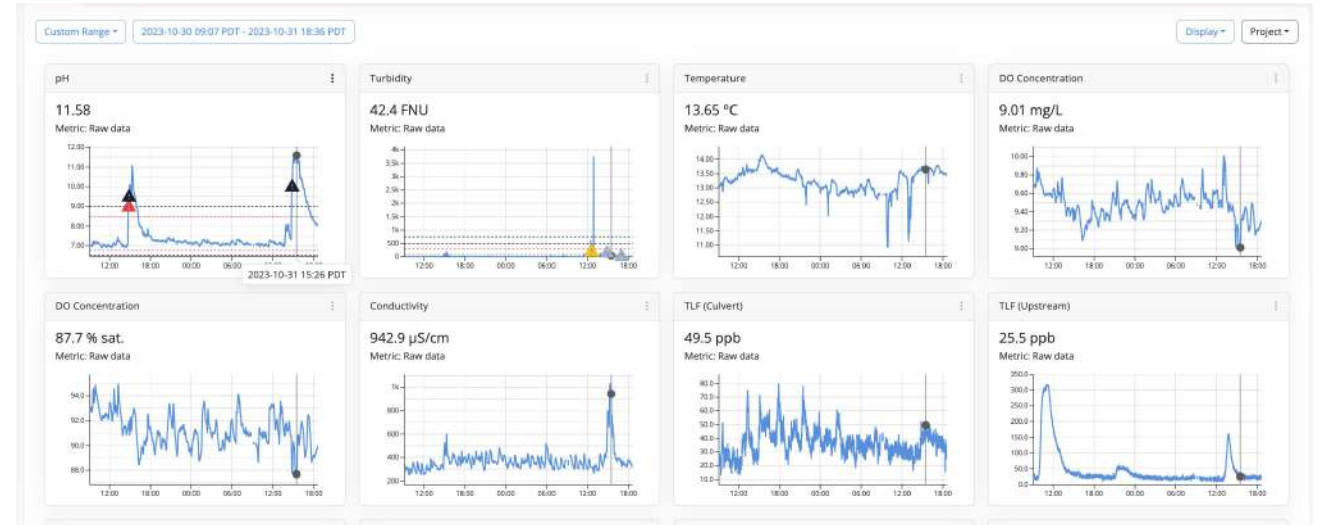 Custom Range 2023-10-30 09:07 PDT - 2023-10-31 18:36 PDT Display Project
pH Turbidity Temperature DO Concentration
11.58 42.4 FNU 13.65 °C 9.01 mg/L
Metric: Raw data Metric: Raw data Metric: Raw data Metric: Raw data
12.00
11.00
10.00
9.00
8.00
7.00
12:00 18:00 00:00 06:00
2023-10-31 15:26 PDT
4k
3.5k
3k
2.5k
2k
1.5k
1k
500
0
12:00 18:00 00:00 06:00 12:00 18:00
14.00
13.50
13.00
12.50
12.00
11.50
11.00
12:00 18:00 00:00 06:00 12:00 18:00
10.00
9.80
9.60
9.40
9.20
9.00
12:00 18:00 00:00 06:00 12:00 18:00
DO Concentration Conductivity TLF (Culvert) TLF (Upstream)
87.7 % sat. 942.9 µS/cm 49.5 ppb 25.5 ppb
Metric: Raw data Metric: Raw data Metric: Raw data Metric: Raw data
94.0
92.0
90.0
88.0
12:00 18:00 00:00 06:00 12:00 18:00
1k
800
600
400
200
12:00 18:00 00:00 06:00 12:00 18:00
80.0
70.0
60.0
50.0
40.0
30.0
20.0
10.0
12:00 18:00 00:00 06:00 12:00 18:00
350.0
300.0
250.0
200.0
150.0
100.0
50.0
0.0
12:00 18:00 00:00 06:00 12:00 18:00